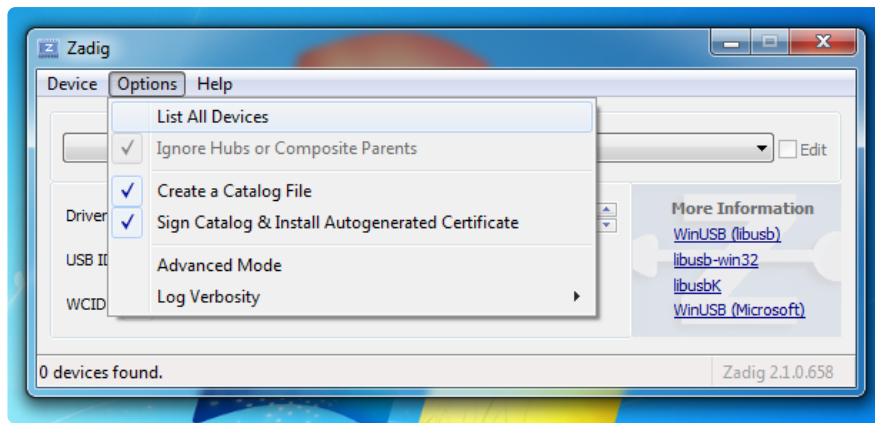 Zadig
Device Options Help
List All Devices
Ignore Hubs or Composite Parents
Edit
Create a Catalog File
Sign Catalog & Install Autogenerated Certificate
Advanced Mode
Log Verbosity
Driver
USB ID
WCID
More Information
WinUSB (libusb)
libusb-win32
libusbK
WinUSB (Microsoft)
0 devices found.
Zadig 2.1.0.658